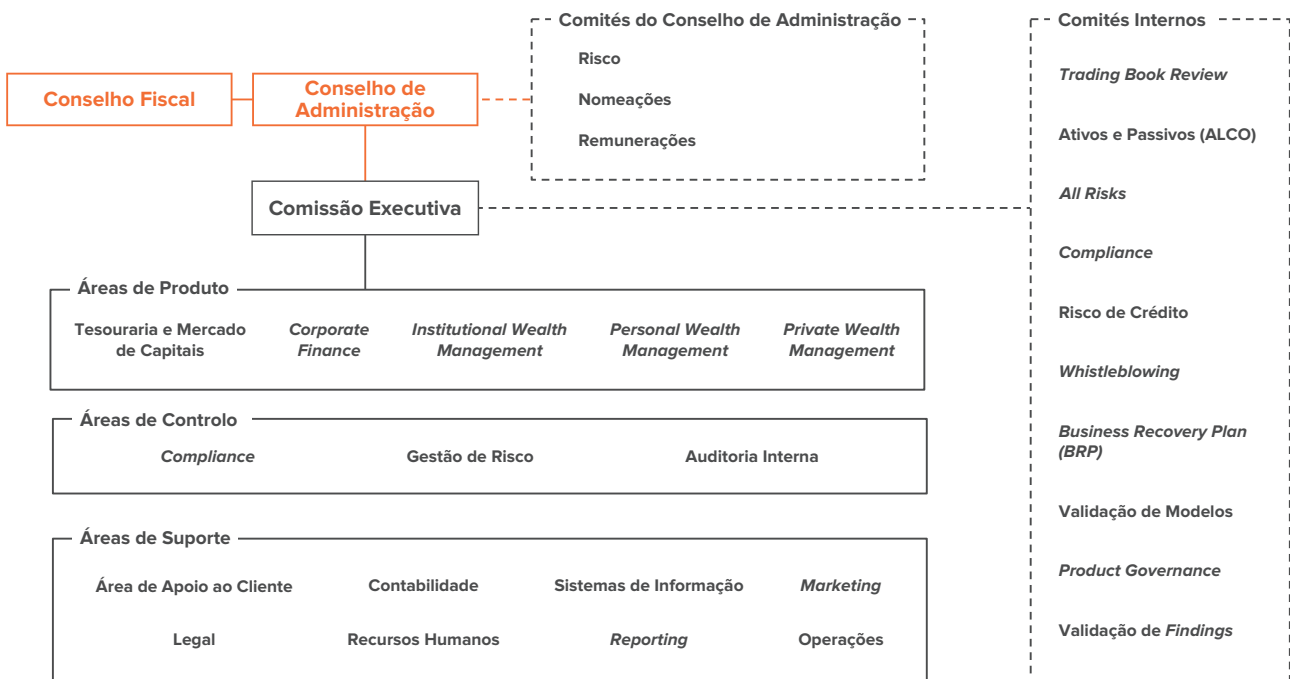 Comités do Conselho de Administração
Risco
Nomeações
Remunerações
Conselho Fiscal
Conselho de
Administração
Comissão Executiva
Áreas de Produto
Tesouraria e Mercado
de Capitais
Corporate
Finance
Institutional Wealth
Management
Personal Wealth
Management
Private Wealth
Management
Áreas de Controlo
Compliance
Gestão de Risco
Auditoria Interna
Áreas de Suporte
Área de Apoio ao Cliente
Contabilidade
Sistemas de Informação
Marketing
Legal
Recursos Humanos
Reporting
Operações
Comités Internos
Trading Book Review
Ativos e Passivos (ALCO)
All Risks
Compliance
Risco de Crédito
Whistleblowing
Business Recovery Plan
(BRP)
Validação de Modelos
Product Governance
Validação de Findings